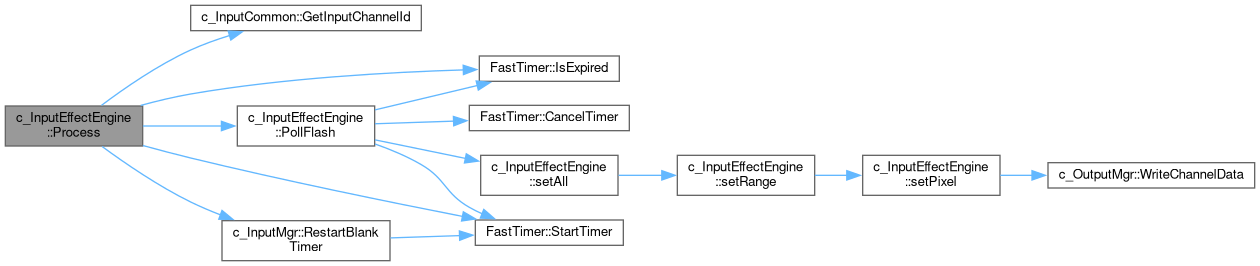 c_InputCommon::GetInputChannelId
FastTimer::IsExpired
c_InputEffectEngine
::Process
c_InputEffectEngine
::PollFlash
FastTimer::CancelTimer
c_InputEffectEngine
::setAll
c_InputEffectEngine
::setRange
c_InputEffectEngine
::setPixel
c_OutputMgr::WriteChannelData
c_InputMgr::RestartBlank
Timer
FastTimer::StartTimer